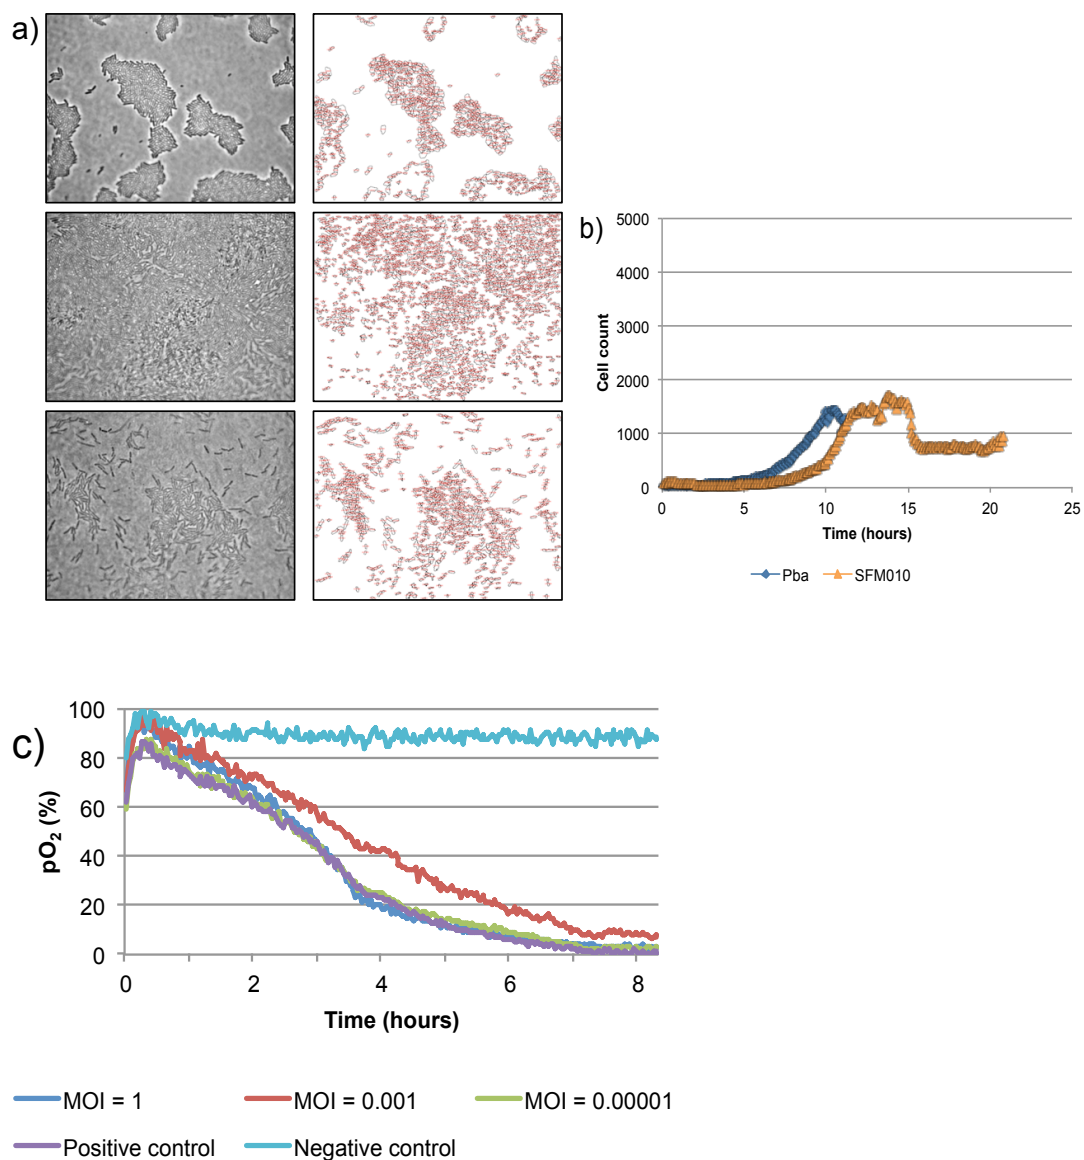 a)
b)
5000
4000
3000
2000
1000
0
Cell count
0 5 10 15 20 25
Time (hours)
Pba SFM010
c)
100
80
60
40
20
0
pO₂ (%)
0 2 4 6 8
Time (hours)
MOI = 1 MOI = 0.001 MOI = 0.00001
Positive control Negative control